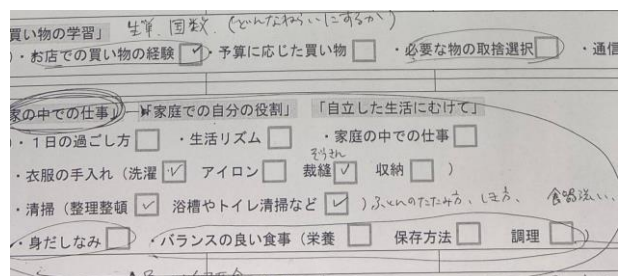 買い物の学習」 生単、国数、(どんなねらいにするか)
)・お店での買い物の経験☑・予算に応じた買い物□ ・必要な物の取捨選択□ ・通信
家の中での仕事」 「家庭での自分の役割」 「自立した生活にむけて」
)・1日の過ごし方□ ・生活リズム□ ・家庭の中での仕事□
ぞうきん
・衣服の手入れ(洗濯☑ アイロン□ 裁縫☑ 収納□ )
・清掃(整理整頓☑ 浴槽やトイレ清掃など☑ )ふとんのたたみ方、しき方、 食器洗い、
・身だしなみ□ ・バランスの良い食事(栄養□ 保存方法□ 調理□ )